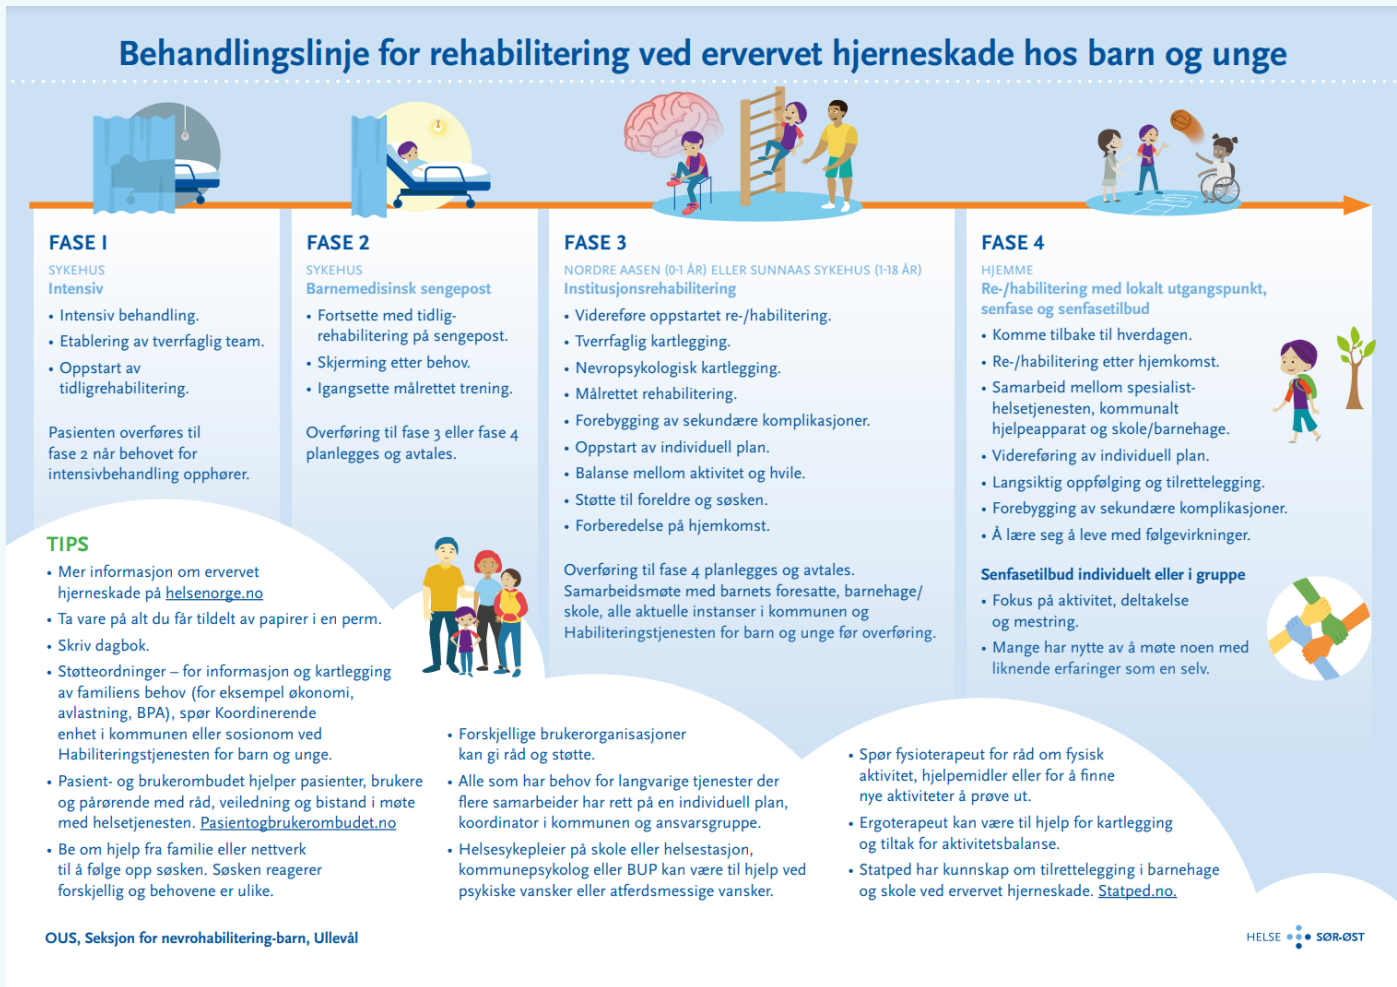 Behandlingslinje for rehabilitering ved ervervet hjerneskade hos barn og unge
FASE 1
SYKEHUS
Intensiv
• Intensiv behandling.
• Etablering av tverrfaglig team.
• Oppstart av
tidligrehabilitering.
Pasienten overføres til
fase 2 når behovet for
intensivbehandling opphører.
FASE 2
SYKEHUS
Barnemedisinsk sengepost
• Fortsette med tidlig-
rehabilitering på sengepost.
• Skjerming etter behov.
• Igangsette målrettet trening.
Overføring til fase 3 eller fase 4
planlegges og avtales.
FASE 3
NORDRE AASEN (0-1 ÅR) ELLER SUNNAAS SYKEHUS (1-18 ÅR)
Institusjonsrehabilitering
• Videreføre oppstartet re-/habilitering.
• Tverrfaglig kartlegging.
• Nevropsykologisk kartlegging.
• Målrettet rehabilitering.
• Forebygging av sekundære komplikasjoner.
• Oppstart av individuell plan.
• Balanse mellom aktivitet og hvile.
• Støtte til foreldre og søsken.
• Forberedelse på hjemkomst.
Overføring til fase 4 planlegges og avtales.
Samarbeidsmøte med barnets foresatte, barnehage/
skole, alle aktuelle instanser i kommunen og
Habiliteringstjenesten for barn og unge før overføring.
FASE 4
HJEMME
Re-/habilitering med lokalt utgangspunkt,
senfase og senfasetilbud
• Komme tilbake til hverdagen.
• Re-/habilitering etter hjemkomst.
• Samarbeid mellom spesialist-
helsetjenesten, kommunalt
hjelpeapparat og skole/barnehage.
• Videreføring av individuell plan.
• Langsiktig oppfølging og tilrettelegging.
• Forebygging av sekundære komplikasjoner.
• Å lære seg å leve med følgevirkninger.
Senfasetilbud individuelt eller i gruppe
• Fokus på aktivitet, deltakelse
og mestring.
• Mange har nytte av å møte noen med
liknende erfaringer som en selv.
TIPS
• Mer informasjon om ervervet
hjerneskade på helsenorge.no
• Ta vare på alt du får tildelt av papirer i en perm.
• Skriv dagbok.
• Støtteordninger – for informasjon og kartlegging
av familiens behov (for eksempel økonomi,
avlastning, BPA), spør Koordinerende
enhet i kommunen eller sosionom ved
Habiliteringstjenesten for barn og unge.
• Pasient- og brukerombudet hjelper pasienter, brukere
og pårørende med råd, veiledning og bistand i møte
med helsetjenesten. Pasientogbrukerombudet.no
• Be om hjelp fra familie eller nettverk
til å følge opp søsken. Søsken reagerer
forskjellig og behovene er ulike.
• Forskjellige brukerorganisasjoner
kan gi råd og støtte.
• Alle som har behov for langvarige tjenester der
flere samarbeider har rett på en individuell plan,
koordinator i kommunen og ansvarsgruppe.
• Helsesykepleier på skole eller helsestasjon,
kommunepsykolog eller BUP kan være til hjelp ved
psykiske vansker eller atferdsmessige vansker.
• Spør fysioterapeut for råd om fysisk
aktivitet, hjelpemidler eller for å finne
nye aktiviteter å prøve ut.
• Ergoterapeut kan være til hjelp for kartlegging
og tiltak for aktivitetsbalanse.
• Statped har kunnskap om tilrettelegging i barnehage
og skole ved ervervet hjerneskade. Statped.no.
OUS, Seksjon for nevrohabilitering-barn, Ullevål
HELSE SØR-ØST